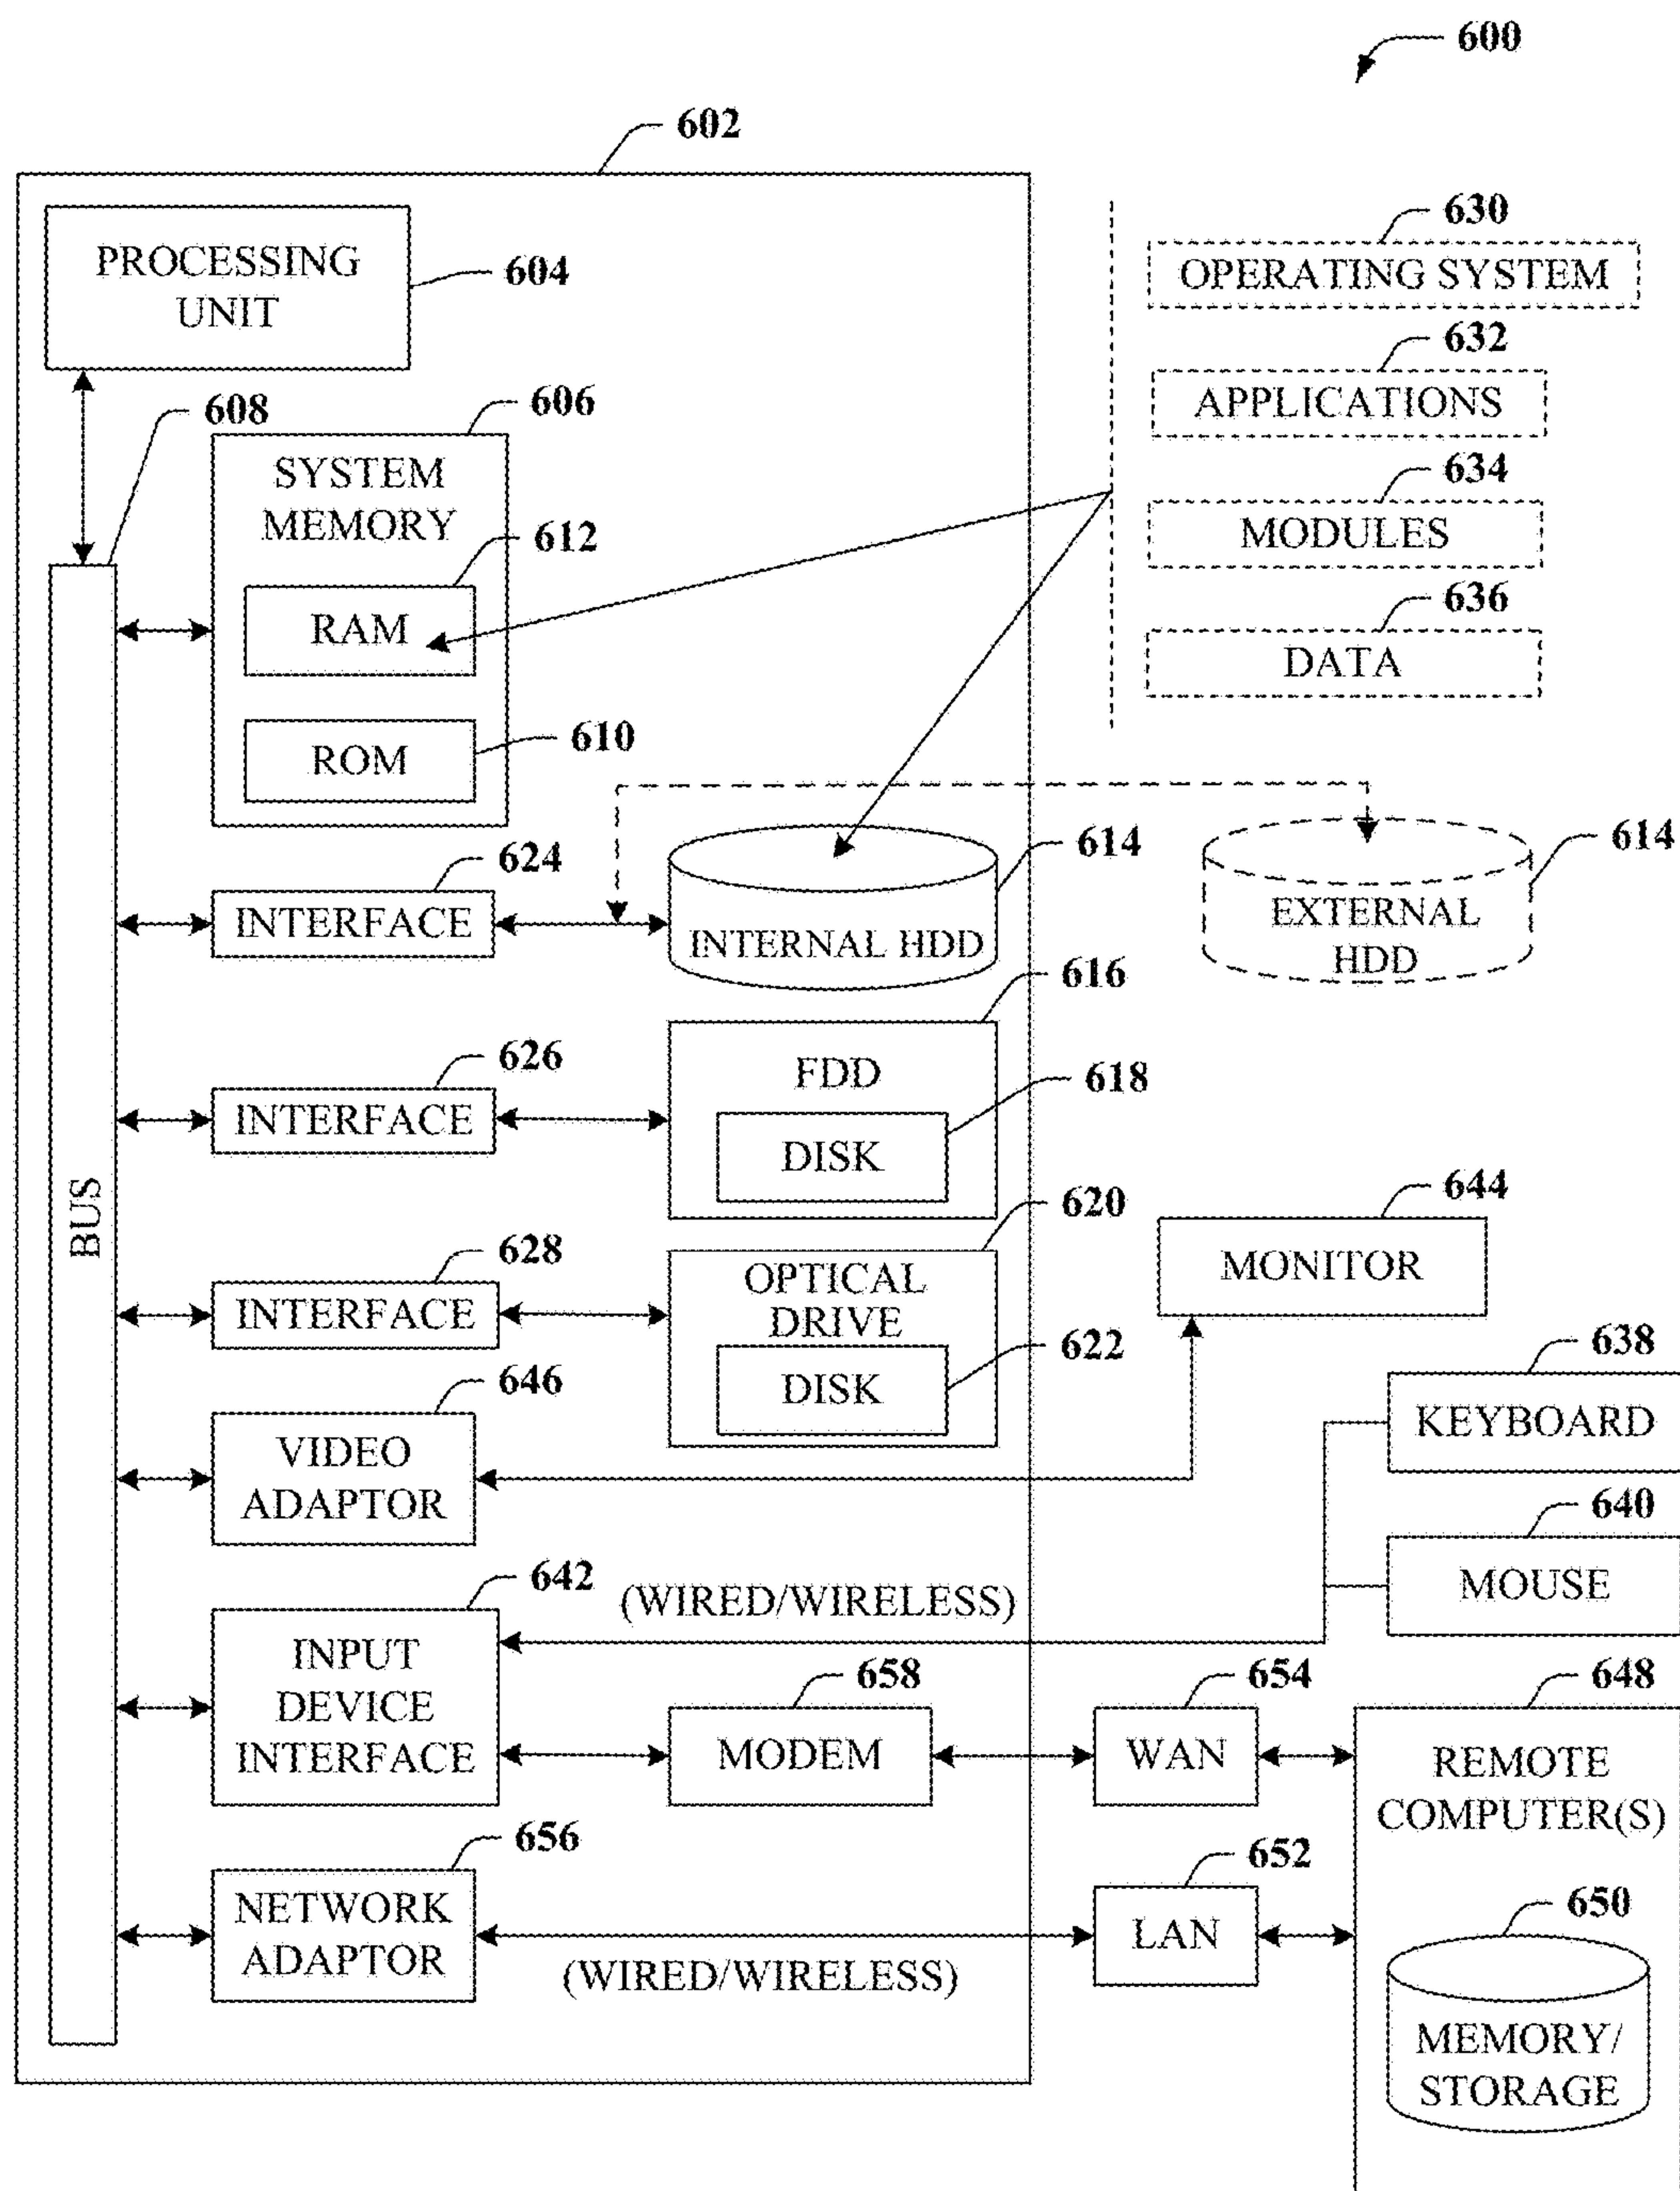 600
602
PROCESSING
UNIT
604
630
OPERATING SYSTEM
632
APPLICATIONS
634
MODULES
636
DATA
608
606
SYSTEM
MEMORY
612
RAM
610
ROM
BUS
624
INTERFACE
614
INTERNAL HDD
614
EXTERNAL
HDD
626
INTERFACE
616
FDD
618
DISK
628
INTERFACE
620
OPTICAL
DRIVE
622
DISK
644
MONITOR
646
VIDEO
ADAPTOR
638
KEYBOARD
640
MOUSE
642
INPUT
DEVICE
INTERFACE
(WIRED/WIRELESS)
658
MODEM
654
WAN
648
REMOTE
COMPUTER(S)
656
NETWORK
ADAPTOR
(WIRED/WIRELESS)
652
LAN
650
MEMORY/
STORAGE